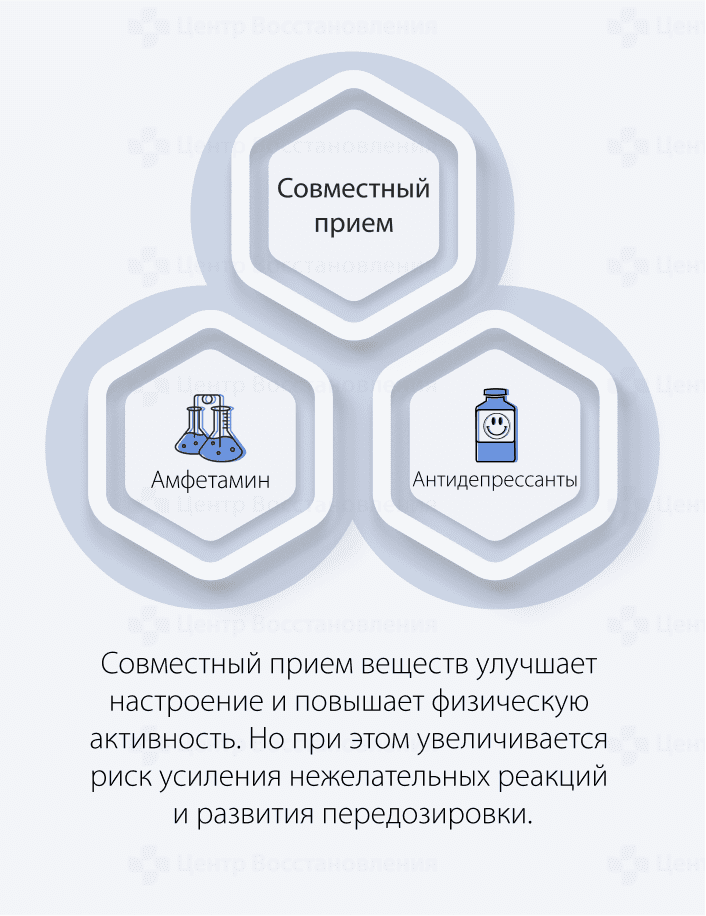 Совместный
прием
Амфетамин
Антидепрессанты
Совместный прием веществ улучшает
настроение и повышает физическую
активность. Но при этом увеличивается
риск усиления нежелательных реакций
и развития передозировки.
Центр Восстановления